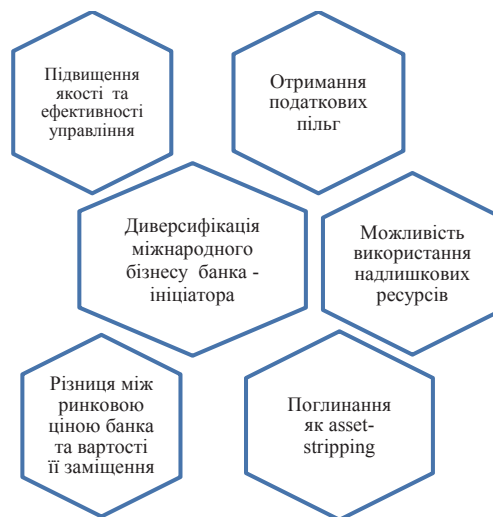 Підвищення
якості та
ефективності
управління
Отримання
податкових
пільг
Диверсифікація
міжнародного
бізнесу банка -
ініціатора
Можливість
використання
надлишкових
ресурсів
Різниця між
ринковою
ціною банка
та вартості
її заміщення
Поглинання
як asset-
stripping